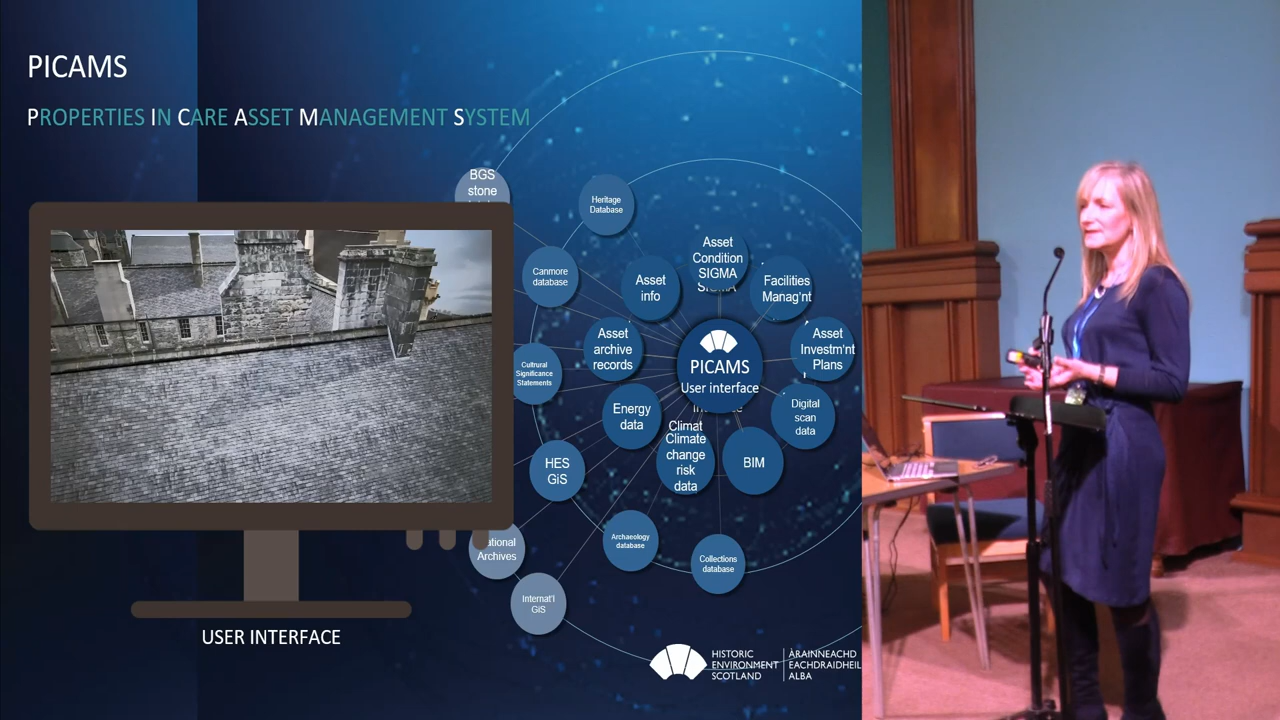 PICAMS
PROPERTIES IN CARE ASSET MANAGEMENT SYSTEM
BGS
stone
Heritage
Database
Asset
Condition
SIGMA
SIGMA
Canmore
database
Asset
info
Facilities
Manag'nt
Asset
archive
records
Asset
Investm'nt
Plans
Cultrural
Significance
Statements
PICAMS
User interface
Energy
data
Digital
scan
data
Climat
Climate
change
risk
data
BIM
HES
GiS
Archives
Archaeology
database
Collections
database
Internat'l
GiS
USER INTERFACE
HISTORIC
ENVIRONMENT
SCOTLAND
ÀRAINNEACHD
EACHDRAIDHEIL
ALBA